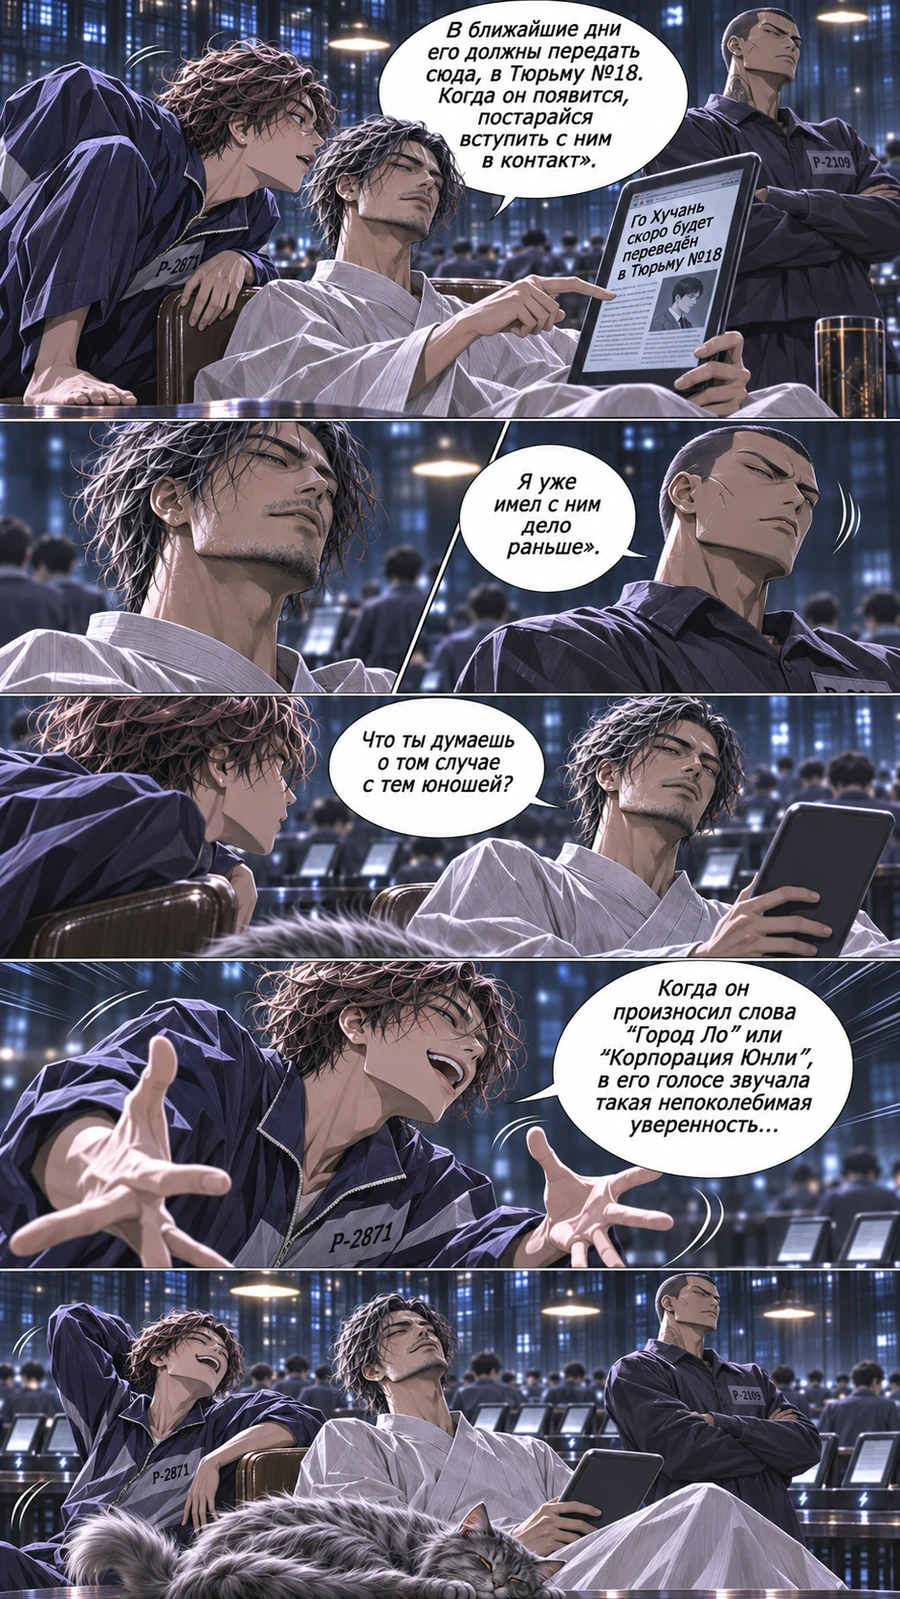 В ближайшие дни
его должны передать
сюда, в Тюрьму №18.
Когда он появится,
постарайся
вступить с ним
в контакт».
P-2109
Го Хучань
скоро будет
переведён
в Тюрьму №18
P-2871
Я уже
имел с ним
дело
раньше».
Что ты думаешь
о том случае
с тем юношей?
Когда он
произносил слова
“Город Ло” или
“Корпорация Юнли”,
в его голосе звучала
такая непоколебимая
уверенность...
P-2871
P-2109
P-2871